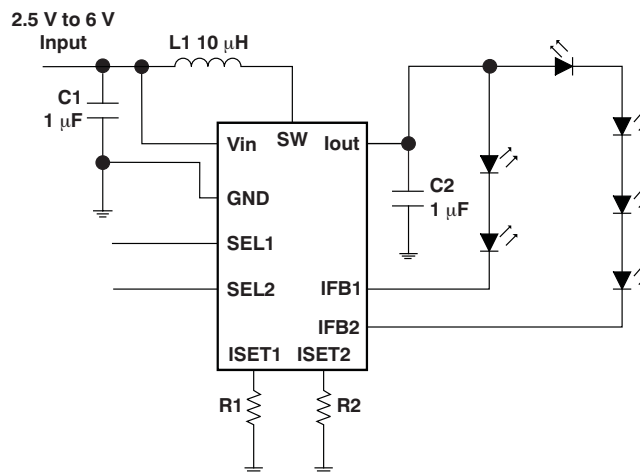 2.5 V to 6 V
Input
L1 10 μH
C1
1 μF
Vin
SW
Iout
GND
C2
1 μF
SEL1
SEL2
IFB1
IFB2
ISET1
ISET2
R1
R2